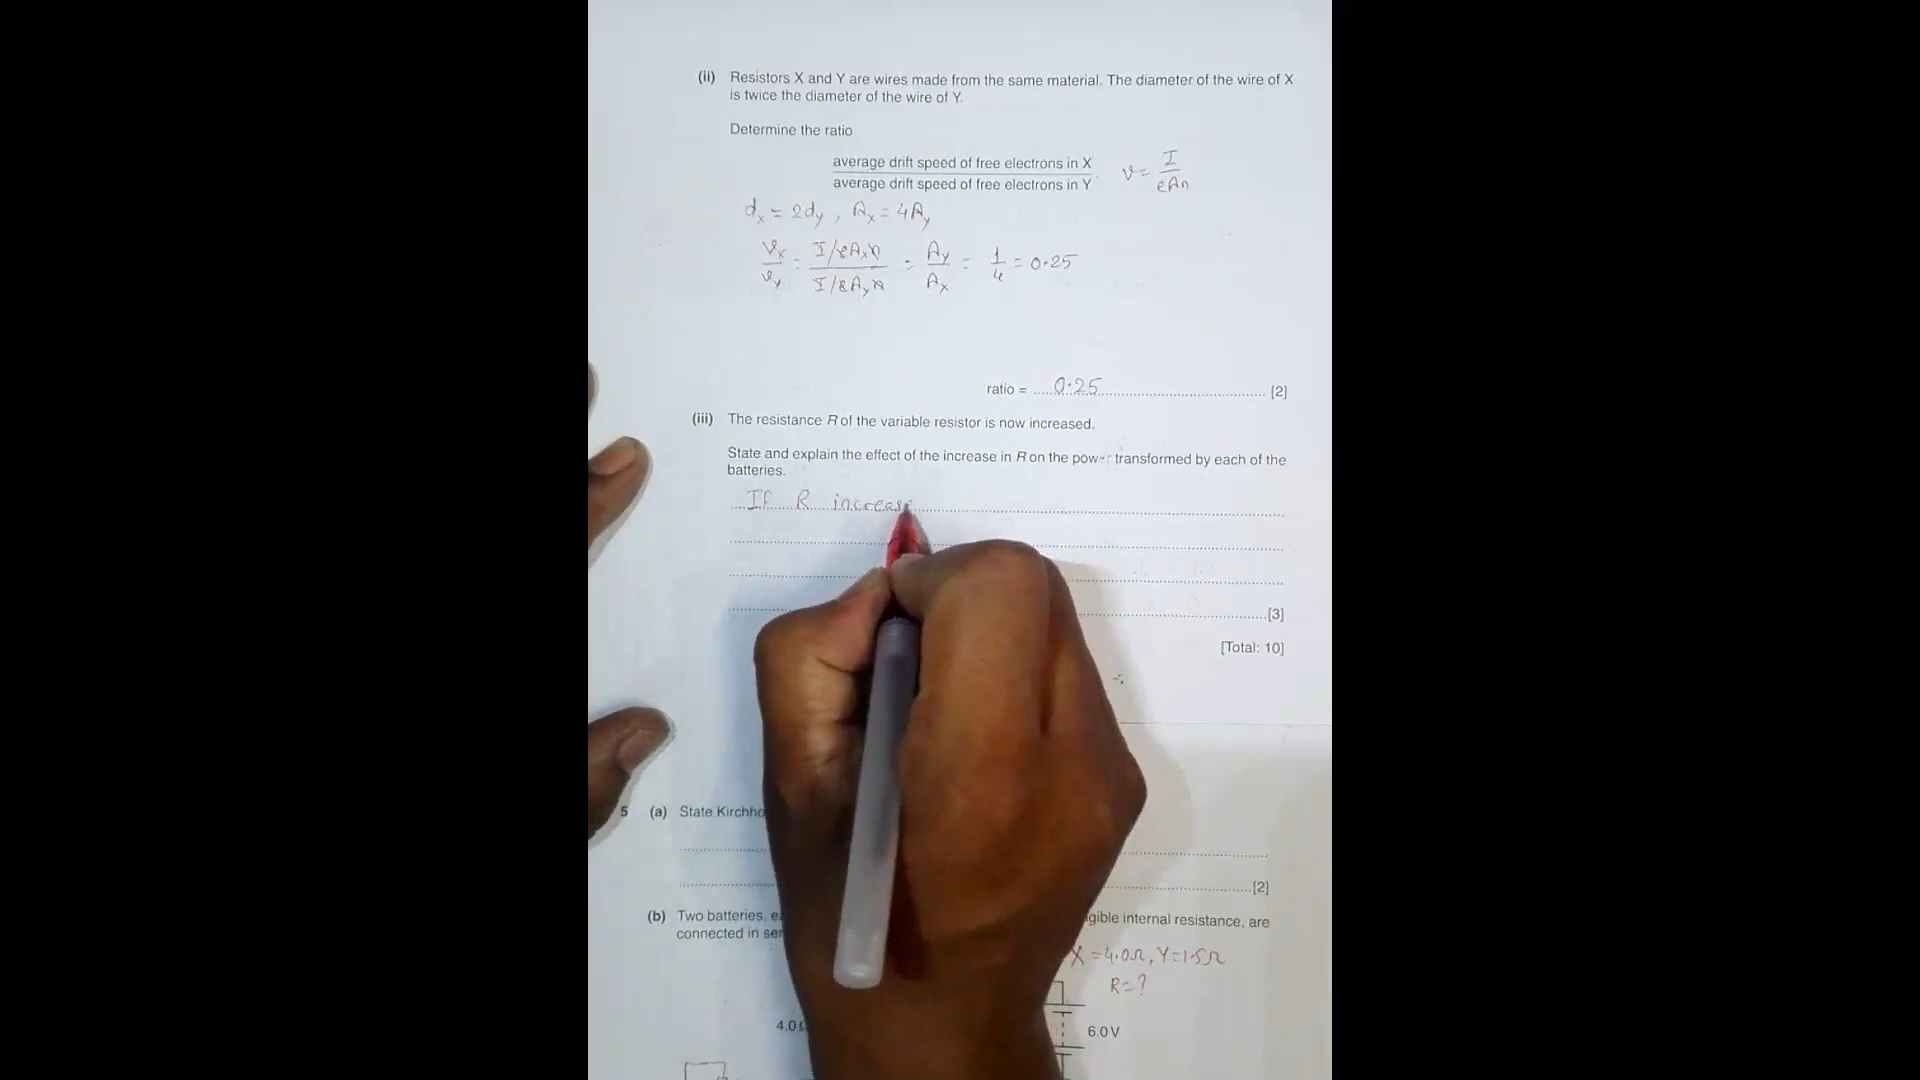 (ii) Resistors X and Y are wires made from the same material. The diameter of the wire of X
is twice the diameter of the wire of Y.
Determine the ratio
average drift speed of free electrons in X
average drift speed of free electrons in Y
v = I / eAn
dx = 2dy , Ax = 4Ay
vx / vy = I/eAxn / I/eAyn = Ay / Ax = 1/4 = 0.25
ratio = 0.25 [2]
(iii) The resistance R of the variable resistor is now increased.
State and explain the effect of the increase in R on the power transformed by each of the
batteries.
If R increase
[3]
[Total: 10]
5 (a) State Kirchho
[2]
(b) Two batteries, gible internal resistance, are
connected in
X = 4.0Ω, Y = 1.5Ω
R = ?
4.0
6.0 V